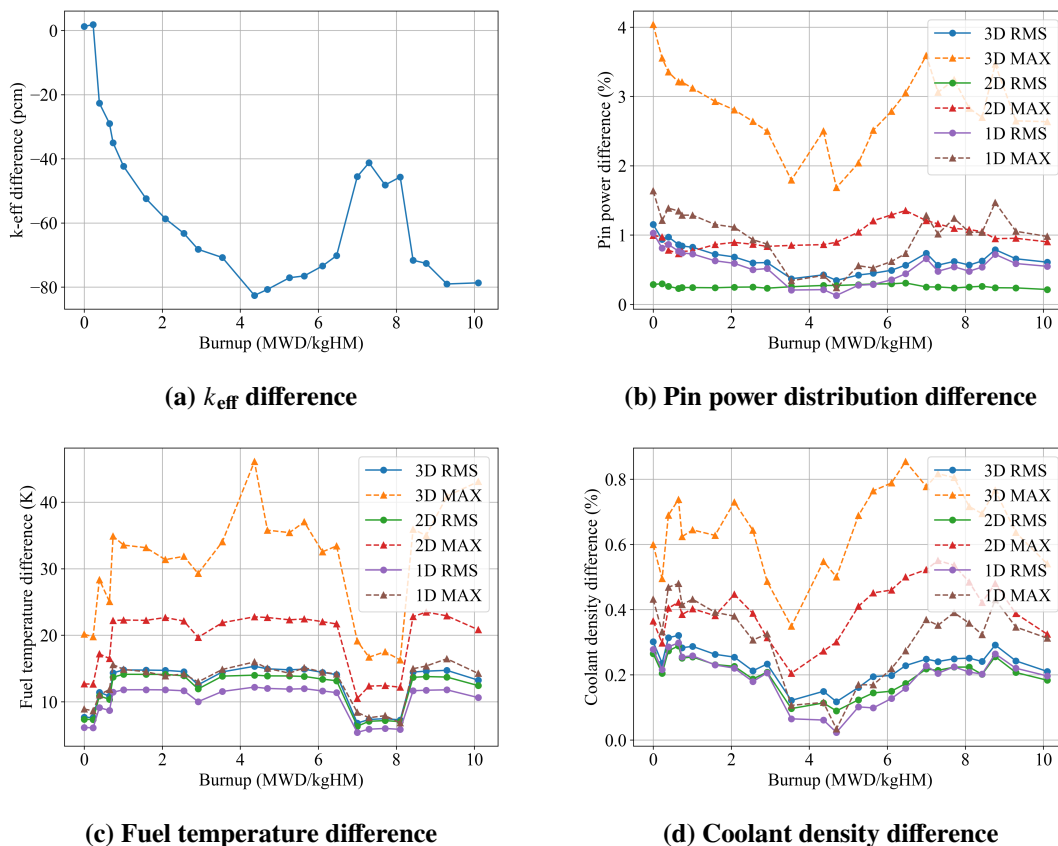 0
−20
−40
−60
−80
k-eff difference (pcm)
0 2 4 6 8 10
Burnup (MWD/kgHM)
(a) keff difference
4
3
2
1
0
Pin power difference (%)
3D RMS
3D MAX
2D RMS
2D MAX
1D RMS
1D MAX
0 2 4 6 8 10
Burnup (MWD/kgHM)
(b) Pin power distribution difference
40
30
20
10
Fuel temperature difference (K)
3D RMS
3D MAX
2D RMS
2D MAX
1D RMS
1D MAX
0 2 4 6 8 10
Burnup (MWD/kgHM)
(c) Fuel temperature difference
0.8
0.6
0.4
0.2
0.0
Coolant density difference (%)
3D RMS
3D MAX
2D RMS
2D MAX
1D RMS
1D MAX
0 2 4 6 8 10
Burnup (MWD/kgHM)
(d) Coolant density difference